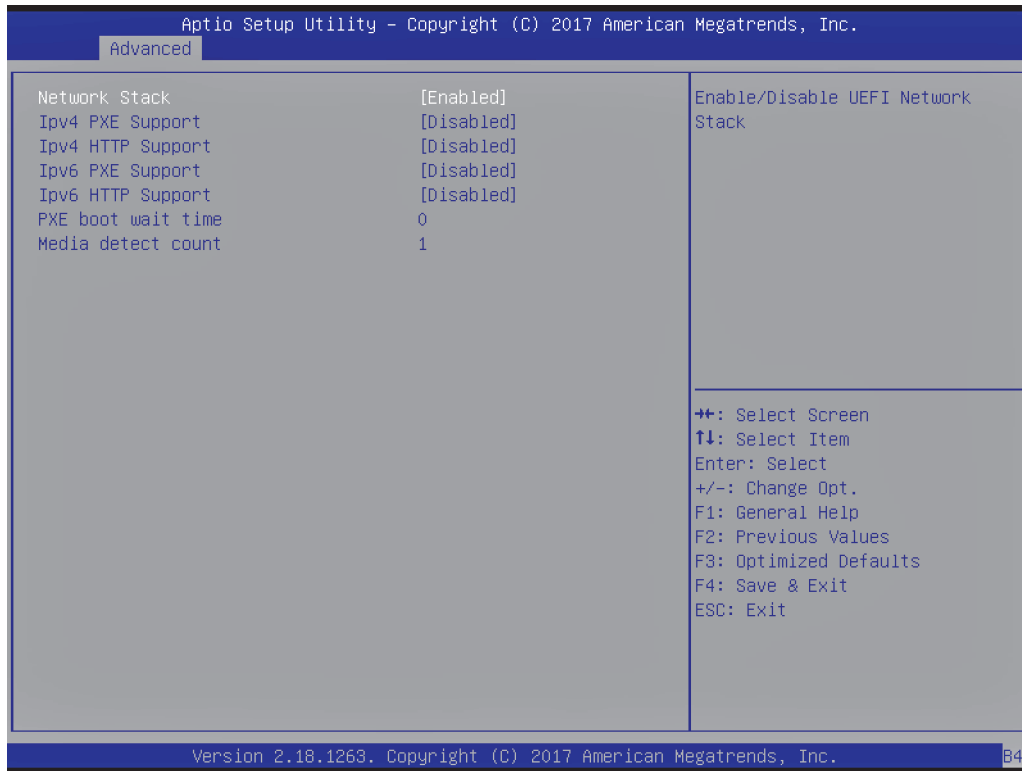 Aptio Setup Utility – Copyright (C) 2017 American Megatrends, Inc.
Advanced
Network Stack [Enabled]
Ipv4 PXE Support [Disabled]
Ipv4 HTTP Support [Disabled]
Ipv6 PXE Support [Disabled]
Ipv6 HTTP Support [Disabled]
PXE boot wait time 0
Media detect count 1
Enable/Disable UEFI Network
Stack
→←: Select Screen
↑↓: Select Item
Enter: Select
+/-: Change Opt.
F1: General Help
F2: Previous Values
F3: Optimized Defaults
F4: Save & Exit
ESC: Exit
Version 2.18.1263. Copyright (C) 2017 American Megatrends, Inc.
B4